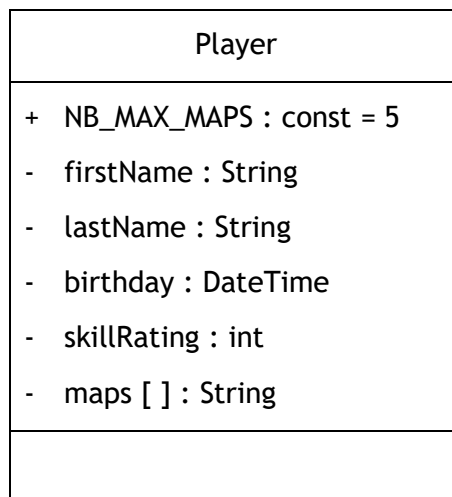 Player
+ NB_MAX_MAPS : const = 5
- firstName : String
- lastName : String
- birthday : DateTime
- skillRating : int
- maps [ ] : String